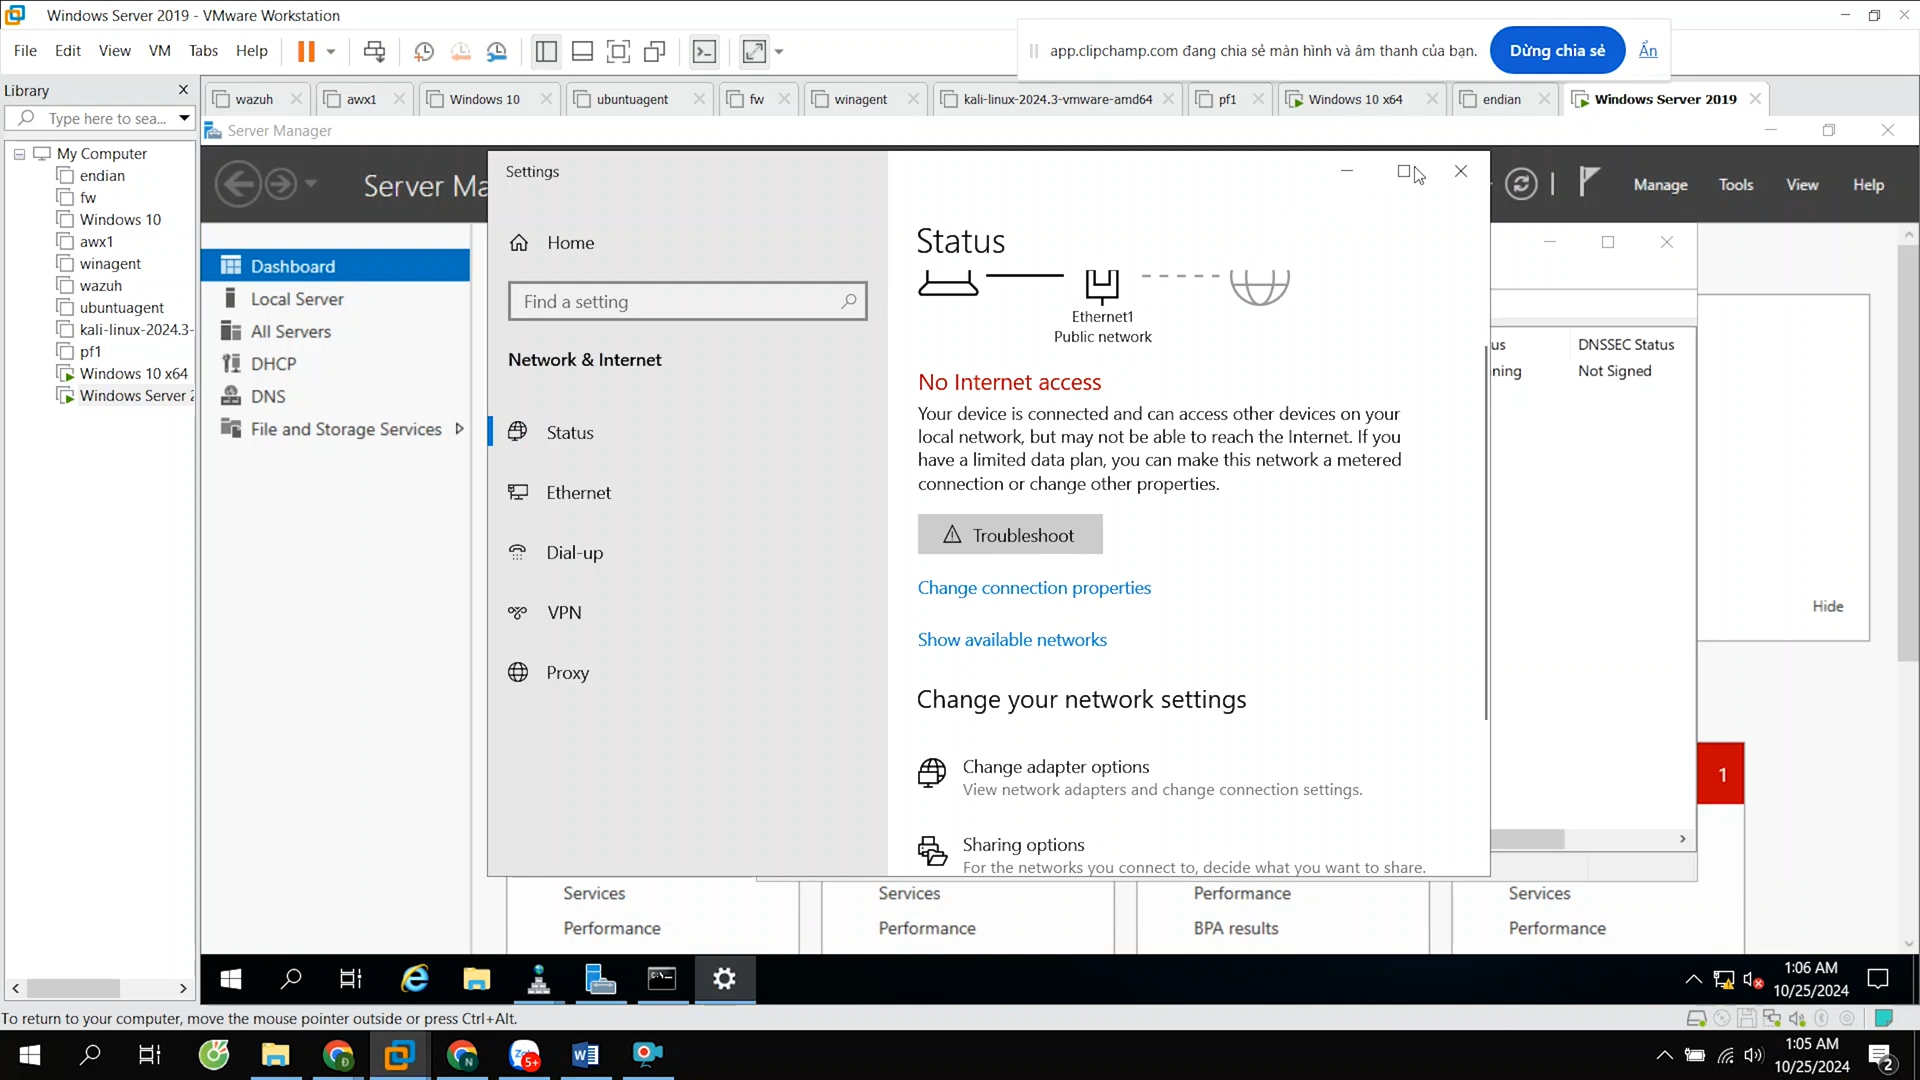 Windows Server 2019 - VMware Workstation
File Edit View VM Tabs Help
app.clipchamp.com đang chia sẻ màn hình và âm thanh của bạn. Dừng chia sẻ Ẩn
Library
Type here to sea...
wazuh awx1 Windows 10 ubuntuagent fw winagent kali-linux-2024.3-vmware-amd64 pf1 Windows 10 x64 endian Windows Server 2019
My Computer
endian
fw
Windows 10
awx1
winagent
wazuh
ubuntuagent
kali-linux-2024.3-
pf1
Windows 10 x64
Windows Server 2
Server Manager
Server Ma
Manage Tools View Help
Dashboard
Local Server
All Servers
DHCP
DNS
File and Storage Services
Settings
Home
Find a setting
Network & Internet
Status
Ethernet
Dial-up
VPN
Proxy
Status
Ethernet1
Public network
No Internet access
Your device is connected and can access other devices on your
local network, but may not be able to reach the Internet. If you
have a limited data plan, you can make this network a metered
connection or change other properties.
Troubleshoot
Change connection properties
Show available networks
Change your network settings
Change adapter options
View network adapters and change connection settings.
Sharing options
For the networks you connect to, decide what you want to share.
us DNSSEC Status
ning Not Signed
Hide
1
Services Services Performance Services
Performance Performance BPA results Performance
1:06 AM
10/25/2024
To return to your computer, move the mouse pointer outside or press Ctrl+Alt.
5+
1:05 AM
10/25/2024
2